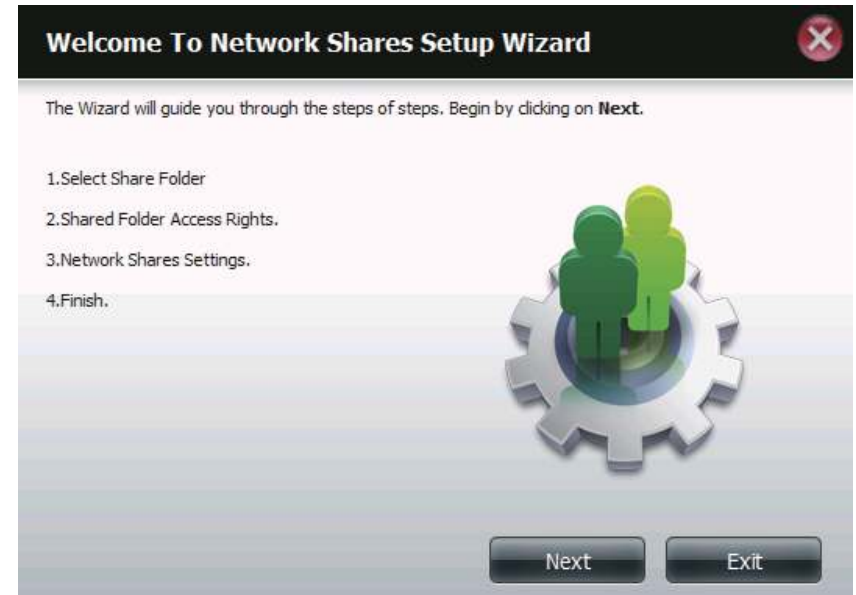 Welcome To Network Shares Setup Wizard
The Wizard will guide you through the steps of steps. Begin by clicking on Next.
1.Select Share Folder
2.Shared Folder Access Rights.
3.Network Shares Settings.
4.Finish.
Next
Exit